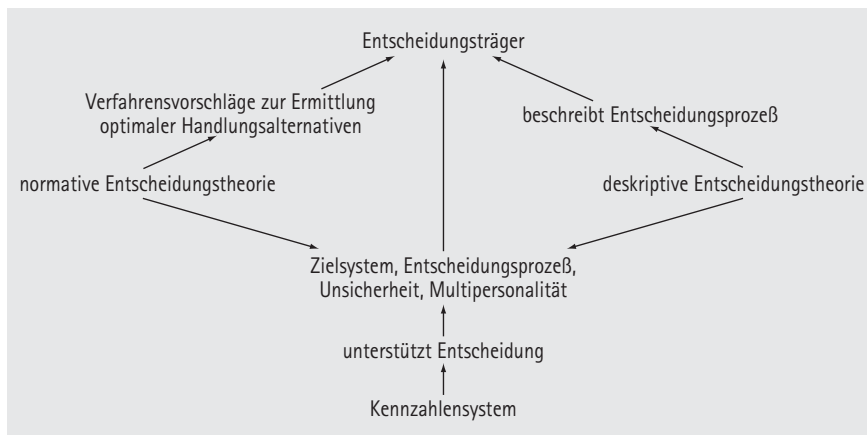 Entscheidungsträger
Verfahrensvorschläge zur Ermittlung
optimaler Handlungsalternativen
beschreibt Entscheidungsprozeß
normative Entscheidungstheorie
deskriptive Entscheidungstheorie
Zielsystem, Entscheidungsprozeß,
Unsicherheit, Multipersonalität
unterstützt Entscheidung
Kennzahlensystem